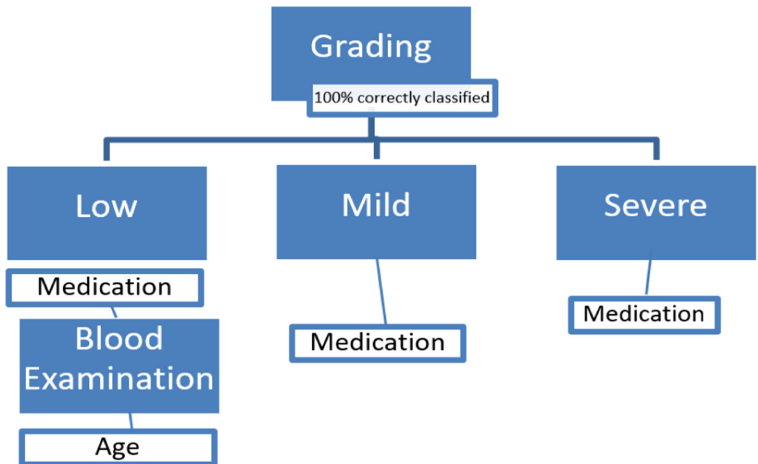 Grading
100% correctly classified
Low
Mild
Severe
Medication
Medication
Medication
Blood
Examination
Age